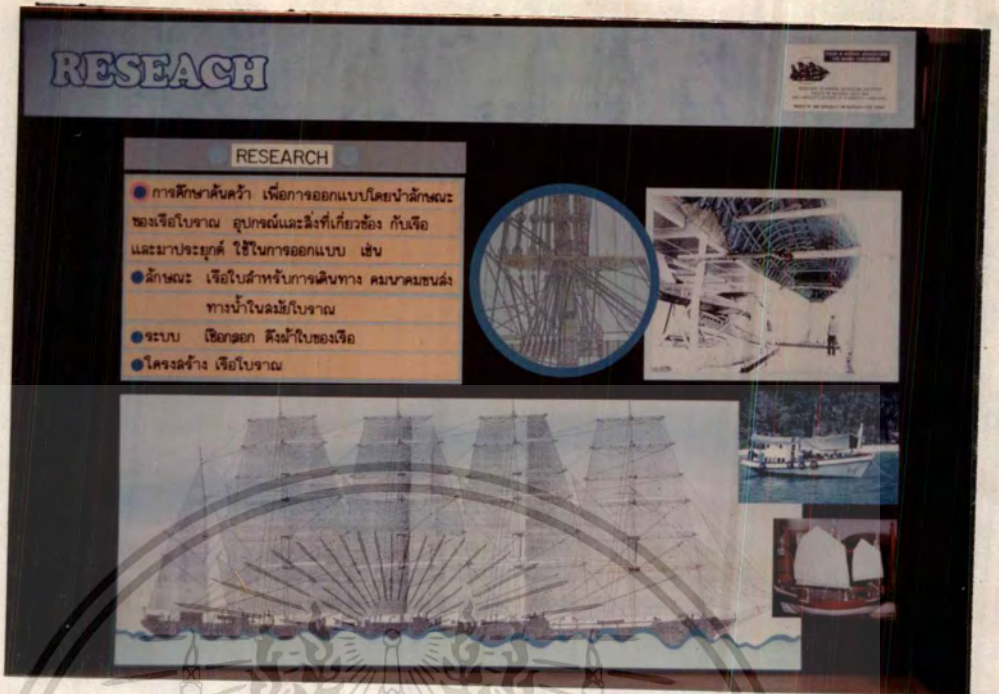 RESEACH
RESEARCH
การศึกษาค้นคว้า เพื่อการออกแบบโดยนำลักษณะ
ของเรือใบราณ อุปกรณ์และสิ่งที่เกี่ยวข้อง กับเรือ
และมาประยุกต์ ใช้ในการออกแบบ เช่น
ลักษณะ เรือใบสำหรับการเดินทาง คมนาคมขนส่ง
ทางน้ำในสมัยโบราณ
ระบบ เชือกลอก ดึงผ้าใบของเรือ
โครงสร้าง เรือโบราณ